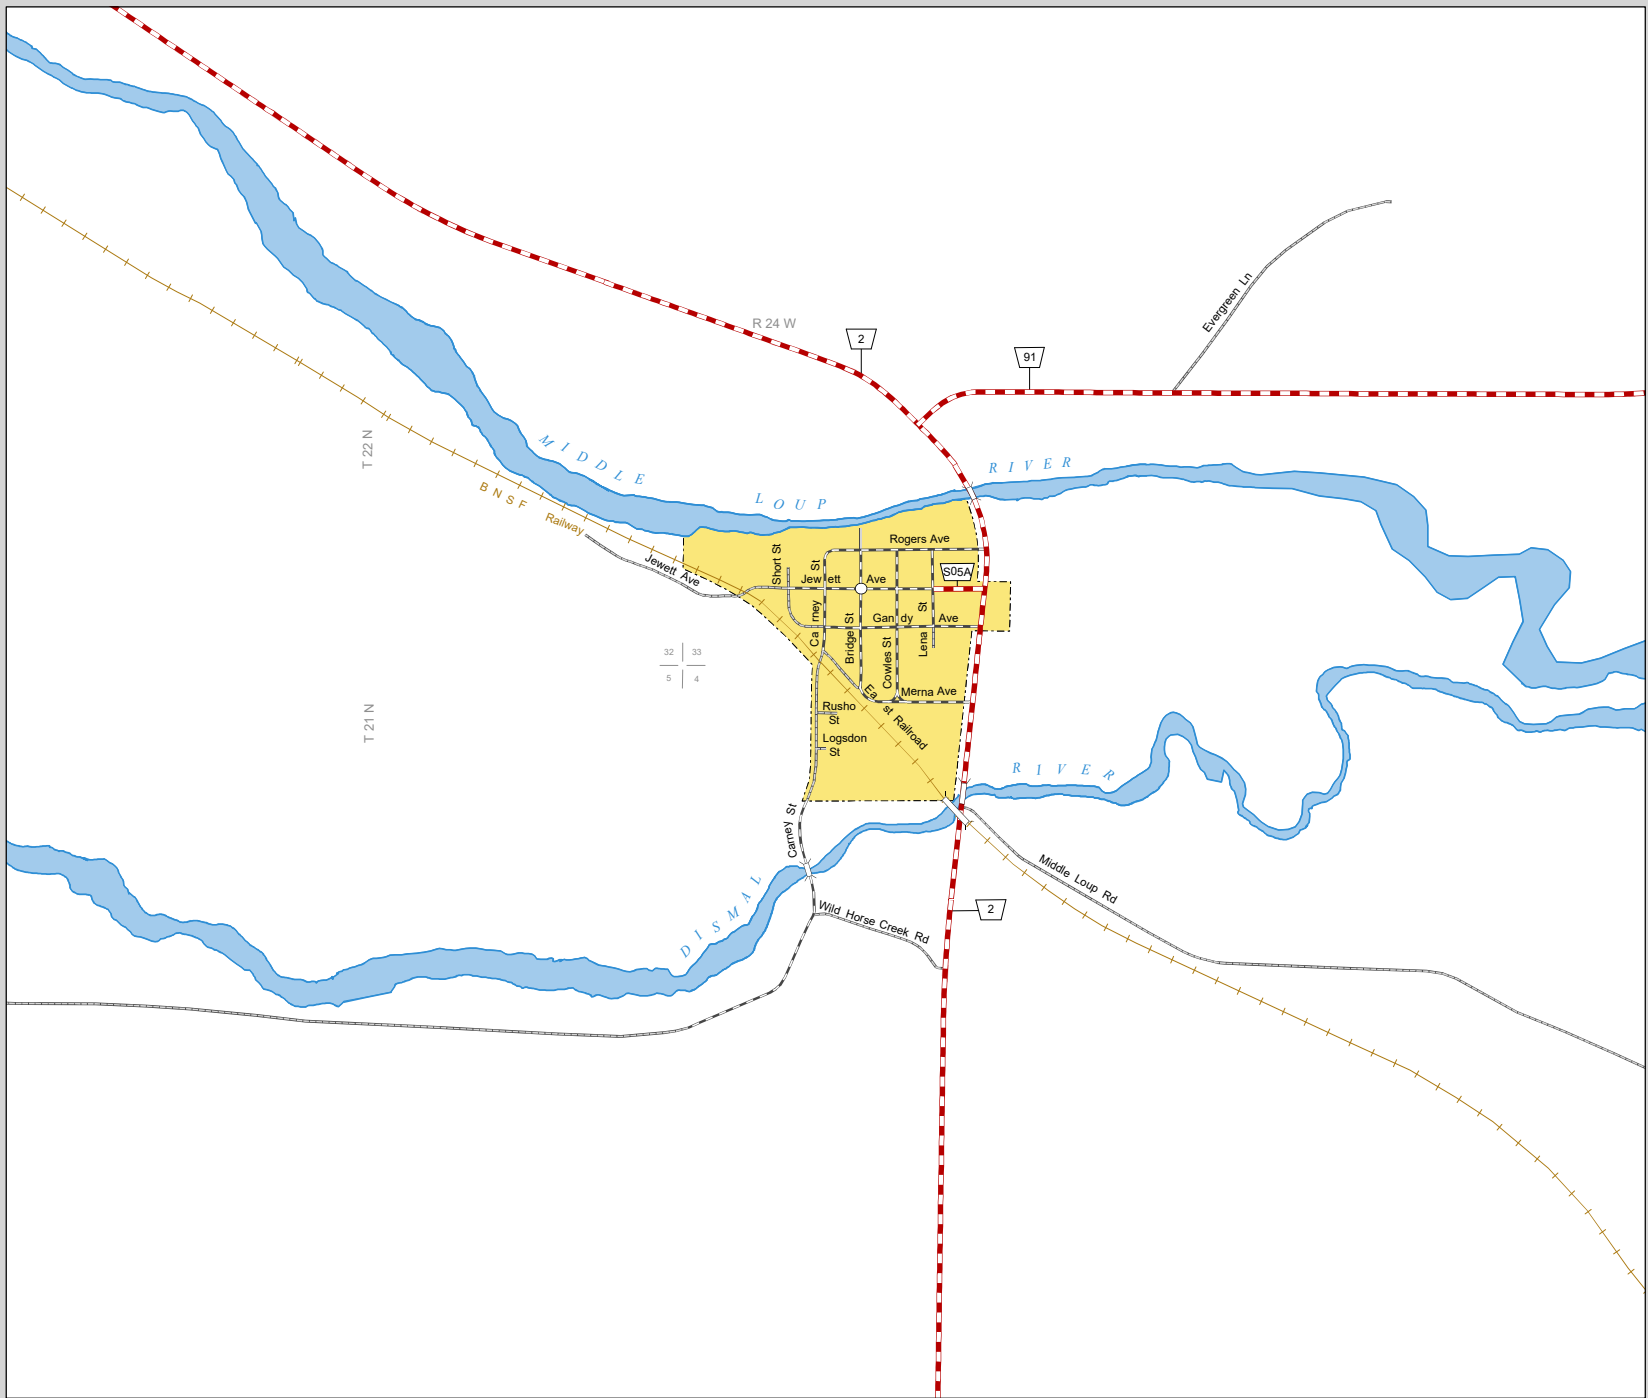 R 24 W
2
91
Evergreen Ln
T 22 N
MIDDLE
LOUP
RIVER
BNSF
Railway
Jewett Ave
Short St
Carney St
Rogers Ave
Jewett Ave
S05A
Gandy Ave
Bridge St
Cowles St
Lena St
32 33
5 4
Merna Ave
East Railroad
Rusho
St
Logsdon
St
T 21 N
RIVER
Carney St
DISMAL
Middle Loup Rd
Wild Horse Creek Rd
2